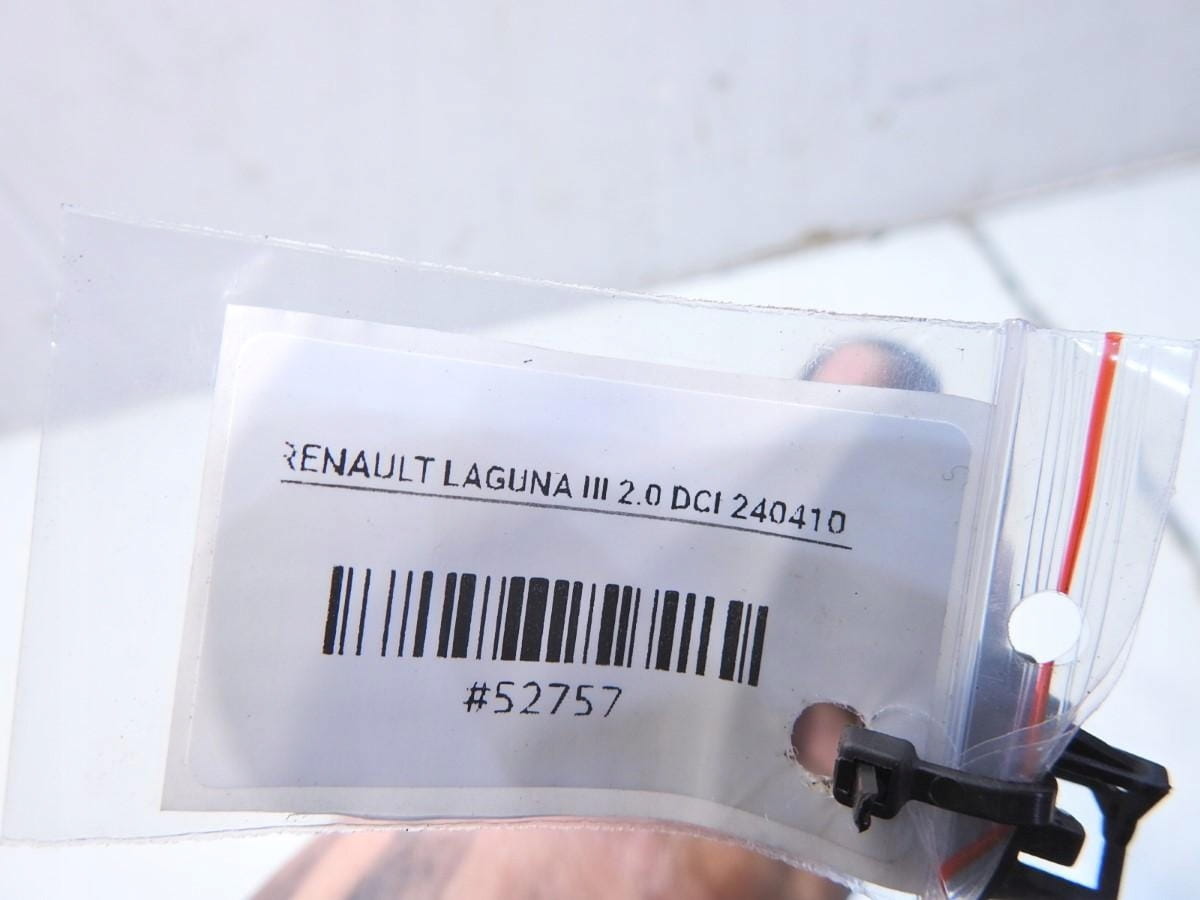 RENAULT LAGUNA III 2.0 DCI 240410
#52757